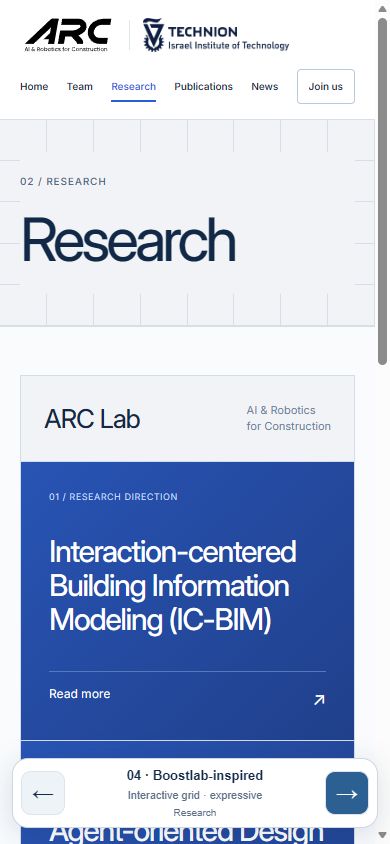 ARC
AI & Robotics for Construction
TECHNION
Israel Institute of Technology
Home Team Research Publications News Join us
02 / RESEARCH
Research
ARC Lab
AI & Robotics
for Construction
01 / RESEARCH DIRECTION
Interaction-centered
Building Information
Modeling (IC-BIM)
Read more
04 · Boostlab-inspired
Interactive grid · expressive
Research
Agent-oriented Design